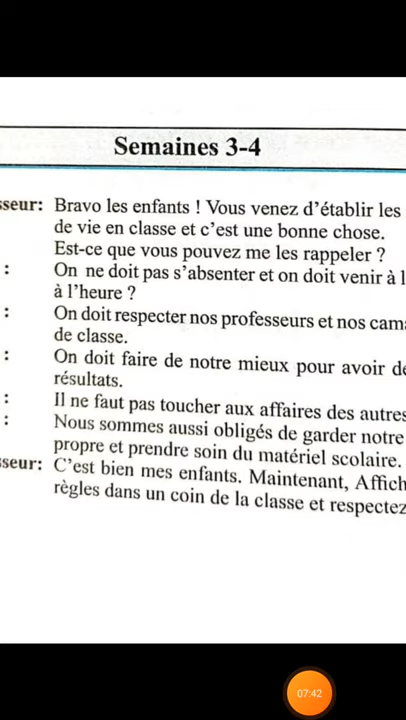 Semaines 3-4
sseur: Bravo les enfants ! Vous venez d'établir les
de vie en classe et c'est une bonne chose.
Est-ce que vous pouvez me les rappeler ?
: On ne doit pas s'absenter et on doit venir à l
à l'heure ?
: On doit respecter nos professeurs et nos cam
de classe.
: On doit faire de notre mieux pour avoir de
résultats.
: Il ne faut pas toucher aux affaires des autres
: Nous sommes aussi obligés de garder notre
propre et prendre soin du matériel scolaire.
sseur: C'est bien mes enfants. Maintenant, Affich
règles dans un coin de la classe et respectez
07:42